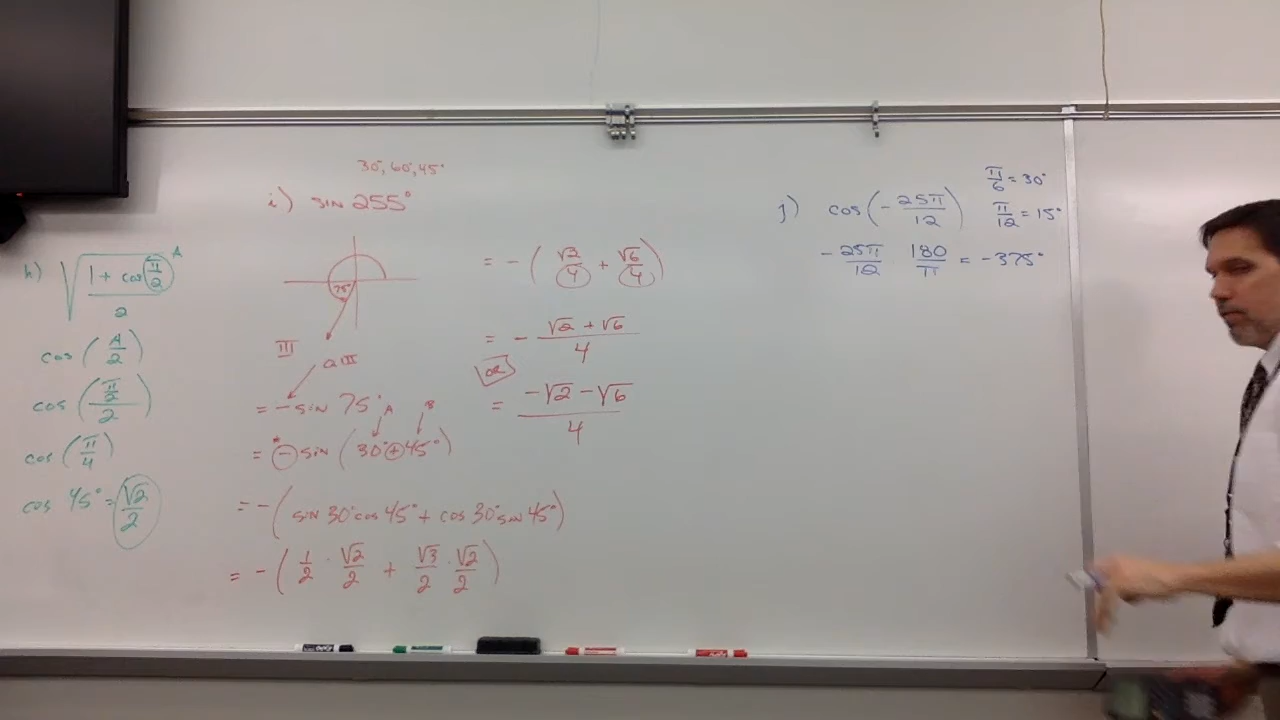 h) √((1 + cos(π/2))/2) A
cos(A/2)
cos((π/2)/2)
cos(π/4)
cos 45° = √2/2
30°, 60°, 45°
i) sin 255°
75°
III
QIII
= -sin 75°
A B
= - sin(30° + 45°)
= -(sin 30° cos 45° + cos 30° sin 45°)
= -(1/2 · √2/2 + √3/2 · √2/2)
= -(√2/4 + √6/4)
= - (√2 + √6)/4
OR
= (-√2 - √6)/4
j) cos(-25π/12)
π/6 = 30°
π/12 = 15°
-25π/12 · 180/π = -375°